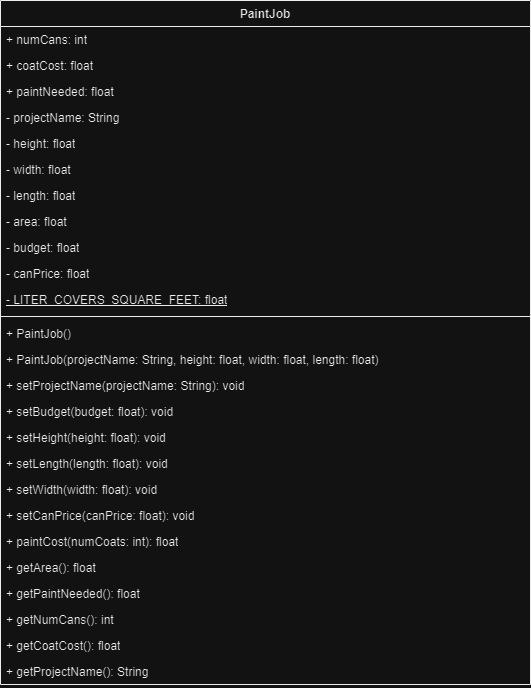 PaintJob
+ numCans: int
+ coatCost: float
+ paintNeeded: float
- projectName: String
- height: float
- width: float
- length: float
- area: float
- budget: float
- canPrice: float
- LITER_COVERS_SQUARE_FEET: float
+ PaintJob()
+ PaintJob(projectName: String, height: float, width: float, length: float)
+ setProjectName(projectName: String): void
+ setBudget(budget: float): void
+ setHeight(height: float): void
+ setLength(length: float): void
+ setWidth(width: float): void
+ setCanPrice(canPrice: float): void
+ paintCost(numCoats: int): float
+ getArea(): float
+ getPaintNeeded(): float
+ getNumCans(): int
+ getCoatCost(): float
+ getProjectName(): String